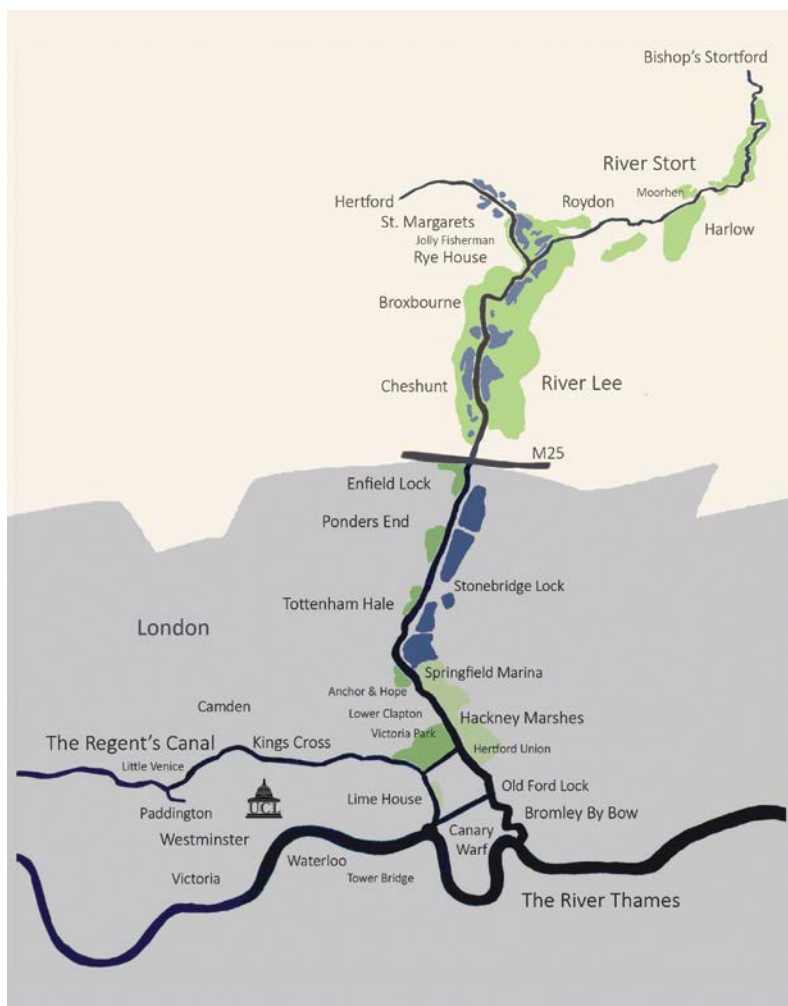 Bishop's Stortford
River Stort
Moorhen
Hertford
Roydon
St. Margarets
Harlow
Jolly Fisherman
Rye House
Broxbourne
Cheshunt
River Lee
M25
Enfield Lock
Ponders End
Stonebridge Lock
Tottenham Hale
London
Springfield Marina
Anchor & Hope
Camden
Lower Clapton
Hackney Marshes
Victoria Park
The Regent's Canal
Kings Cross
Hertford Union
Little Venice
Old Ford Lock
Lime House
UCL
Paddington
Bromley By Bow
Westminster
Canary
Warf
Waterloo
Victoria
Tower Bridge
The River Thames